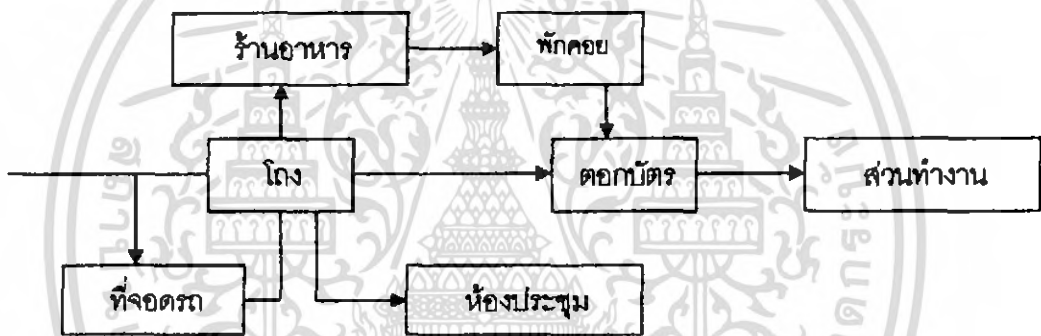 ร้านอาหาร
พักคอย
โถง
ตอกบัตร
ส่วนทำงาน
ที่จอดรถ
ห้องประชุม